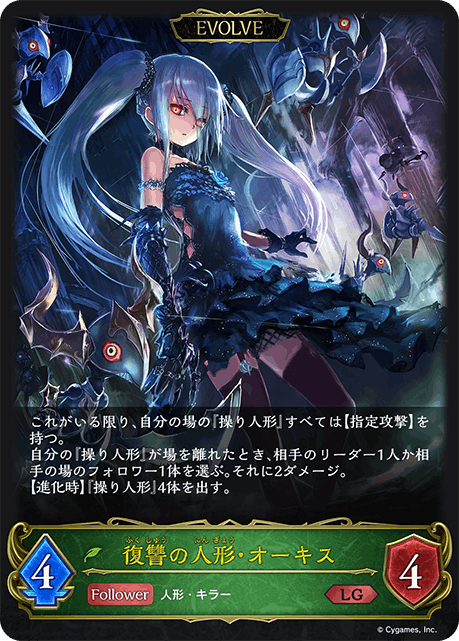 EVOLVE
これがいる限り、自分の場の『操り人形』すべては【指定攻撃】を
持つ。
自分の『操り人形』が場を離れたとき、相手のリーダー1人か相
手の場のフォロワー1体を選ぶ。それに2ダメージ。
【進化時】『操り人形』4体を出す。
ふくしゅう にんぎょう
復讐の人形・オーキス
4
Follower 人形・キラー
LG
4
© Cygames, Inc.